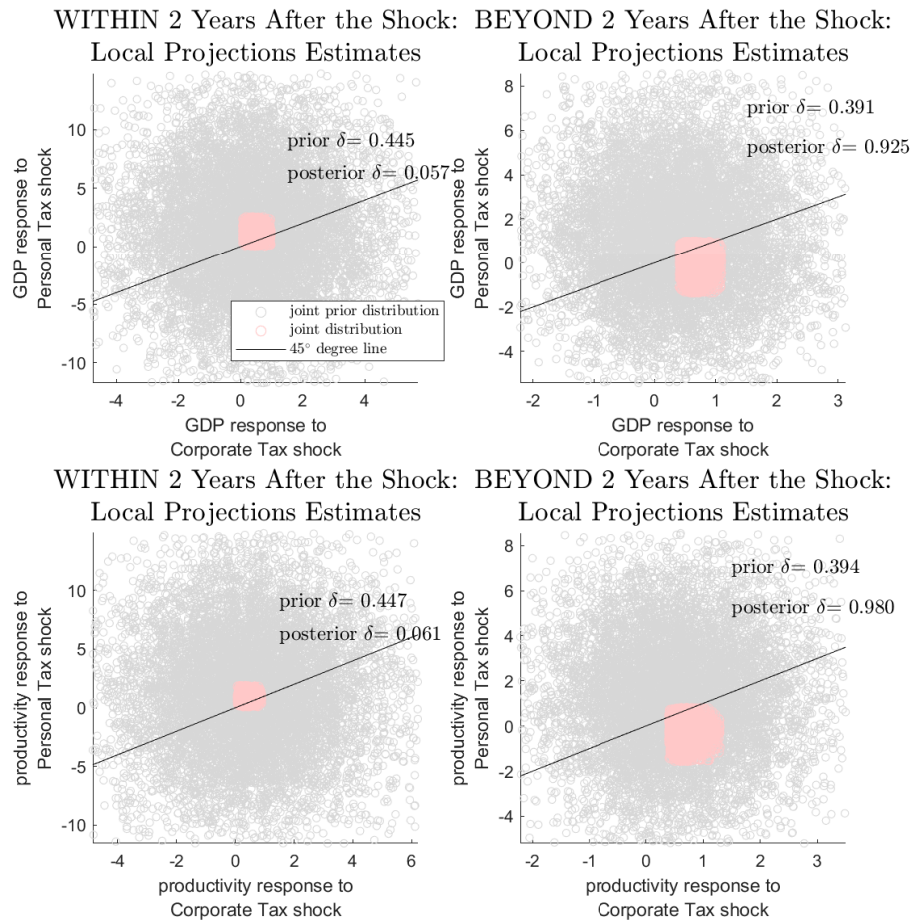 WITHIN 2 Years After the Shock:
Local Projections Estimates
prior δ= 0.445
posterior δ= 0.057
GDP response to
Personal Tax shock
10
5
0
-5
-10
joint prior distribution
joint distribution
45° degree line
-4 -2 0 2 4
GDP response to
Corporate Tax shock
BEYOND 2 Years After the Shock:
Local Projections Estimates
prior δ= 0.391
posterior δ= 0.925
GDP response to
Personal Tax shock
8
6
4
2
0
-2
-4
-2 -1 0 1 2 3
GDP response to
Corporate Tax shock
WITHIN 2 Years After the Shock:
Local Projections Estimates
prior δ= 0.447
posterior δ= 0.061
productivity response to
Personal Tax shock
10
5
0
-5
-10
-4 -2 0 2 4 6
productivity response to
Corporate Tax shock
BEYOND 2 Years After the Shock:
Local Projections Estimates
prior δ= 0.394
posterior δ= 0.980
productivity response to
Personal Tax shock
8
6
4
2
0
-2
-4
-2 -1 0 1 2 3
productivity response to
Corporate Tax shock